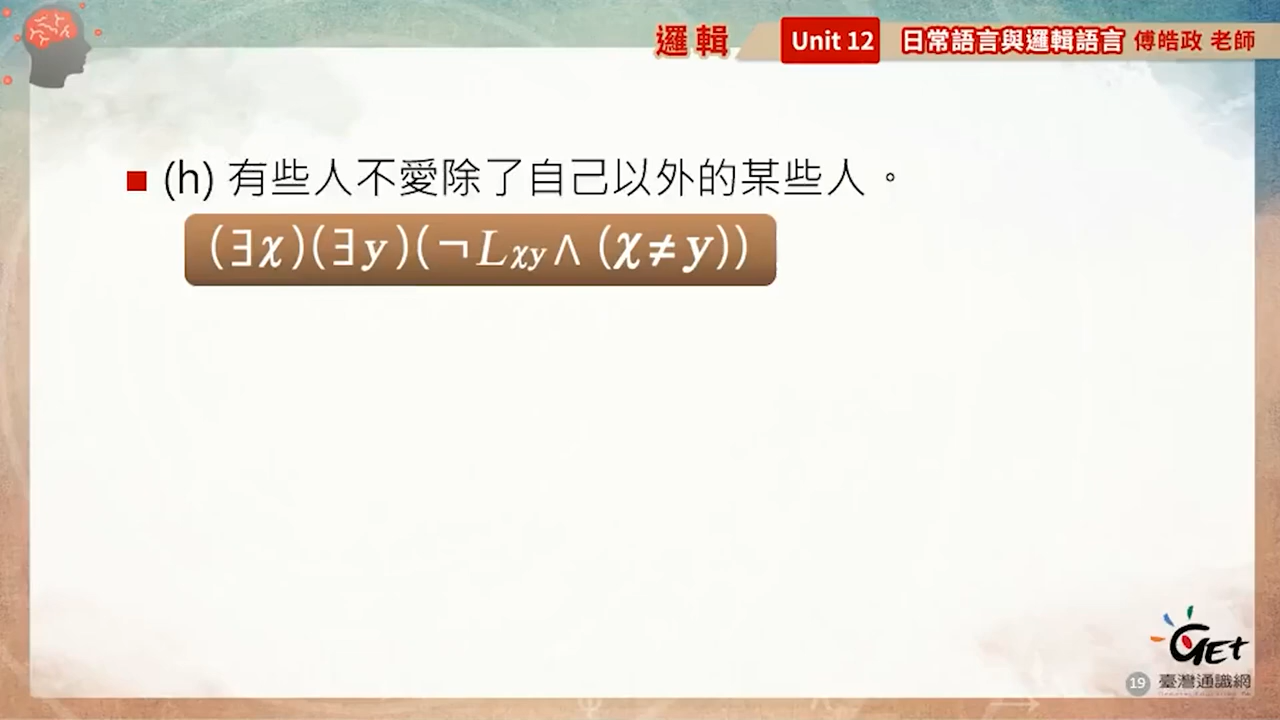 邏輯 Unit 12 日常語言與邏輯語言 傅皓政 老師
(h) 有些人不愛除了自己以外的某些人。
(∃x)(∃y)(¬Lxy∧(x≠y))
GEt
19 臺灣通識網